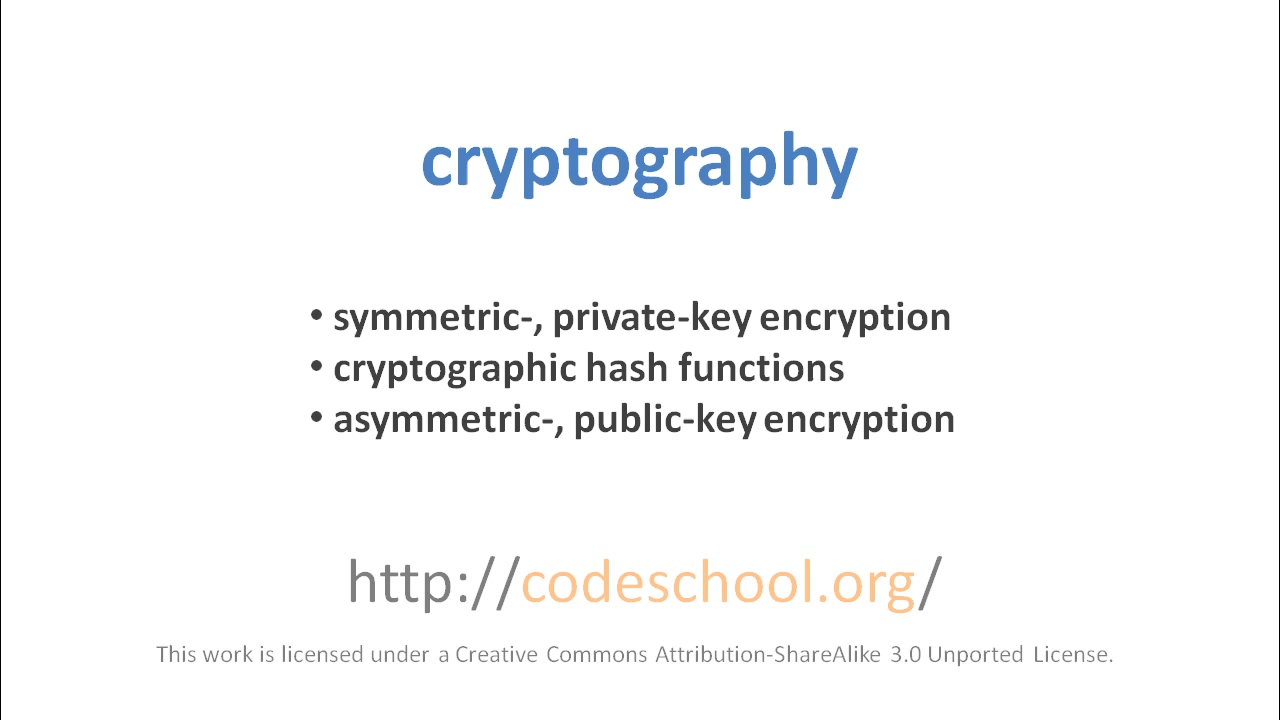 cryptography
• symmetric-, private-key encryption
• cryptographic hash functions
• asymmetric-, public-key encryption
http://codeschool.org/
This work is licensed under a Creative Commons Attribution-ShareAlike 3.0 Unported License.